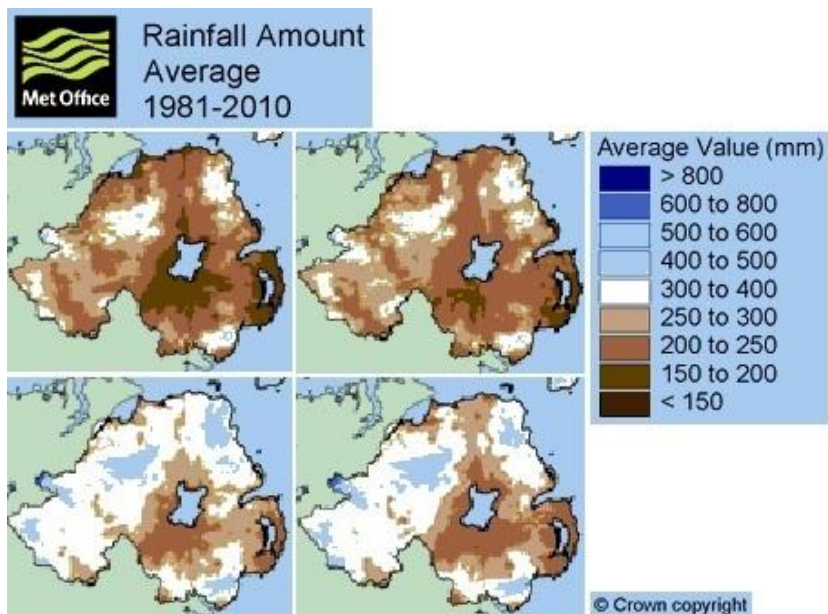 Met Office
Rainfall Amount
Average
1981-2010
Average Value (mm)
> 800
600 to 800
500 to 600
400 to 500
300 to 400
250 to 300
200 to 250
150 to 200
< 150
© Crown copyright